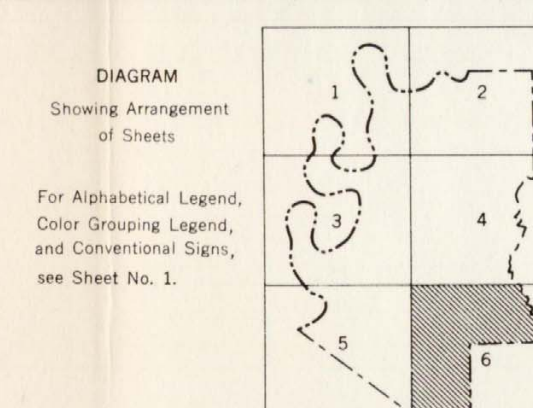 DIAGRAM
Showing Arrangement
of Sheets
For Alphabetical Legend,
Color Grouping Legend,
and Conventional Signs,
see Sheet No. 1.
1
2
3
4
5
6